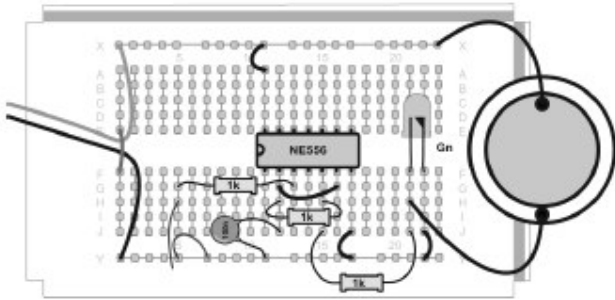 X 5 15 20 X
A A
B B
C C
D D
E E
NE556
Gn
F F
G 1k G
H H
I 1k I
J 15 20 J
Y Y
1k